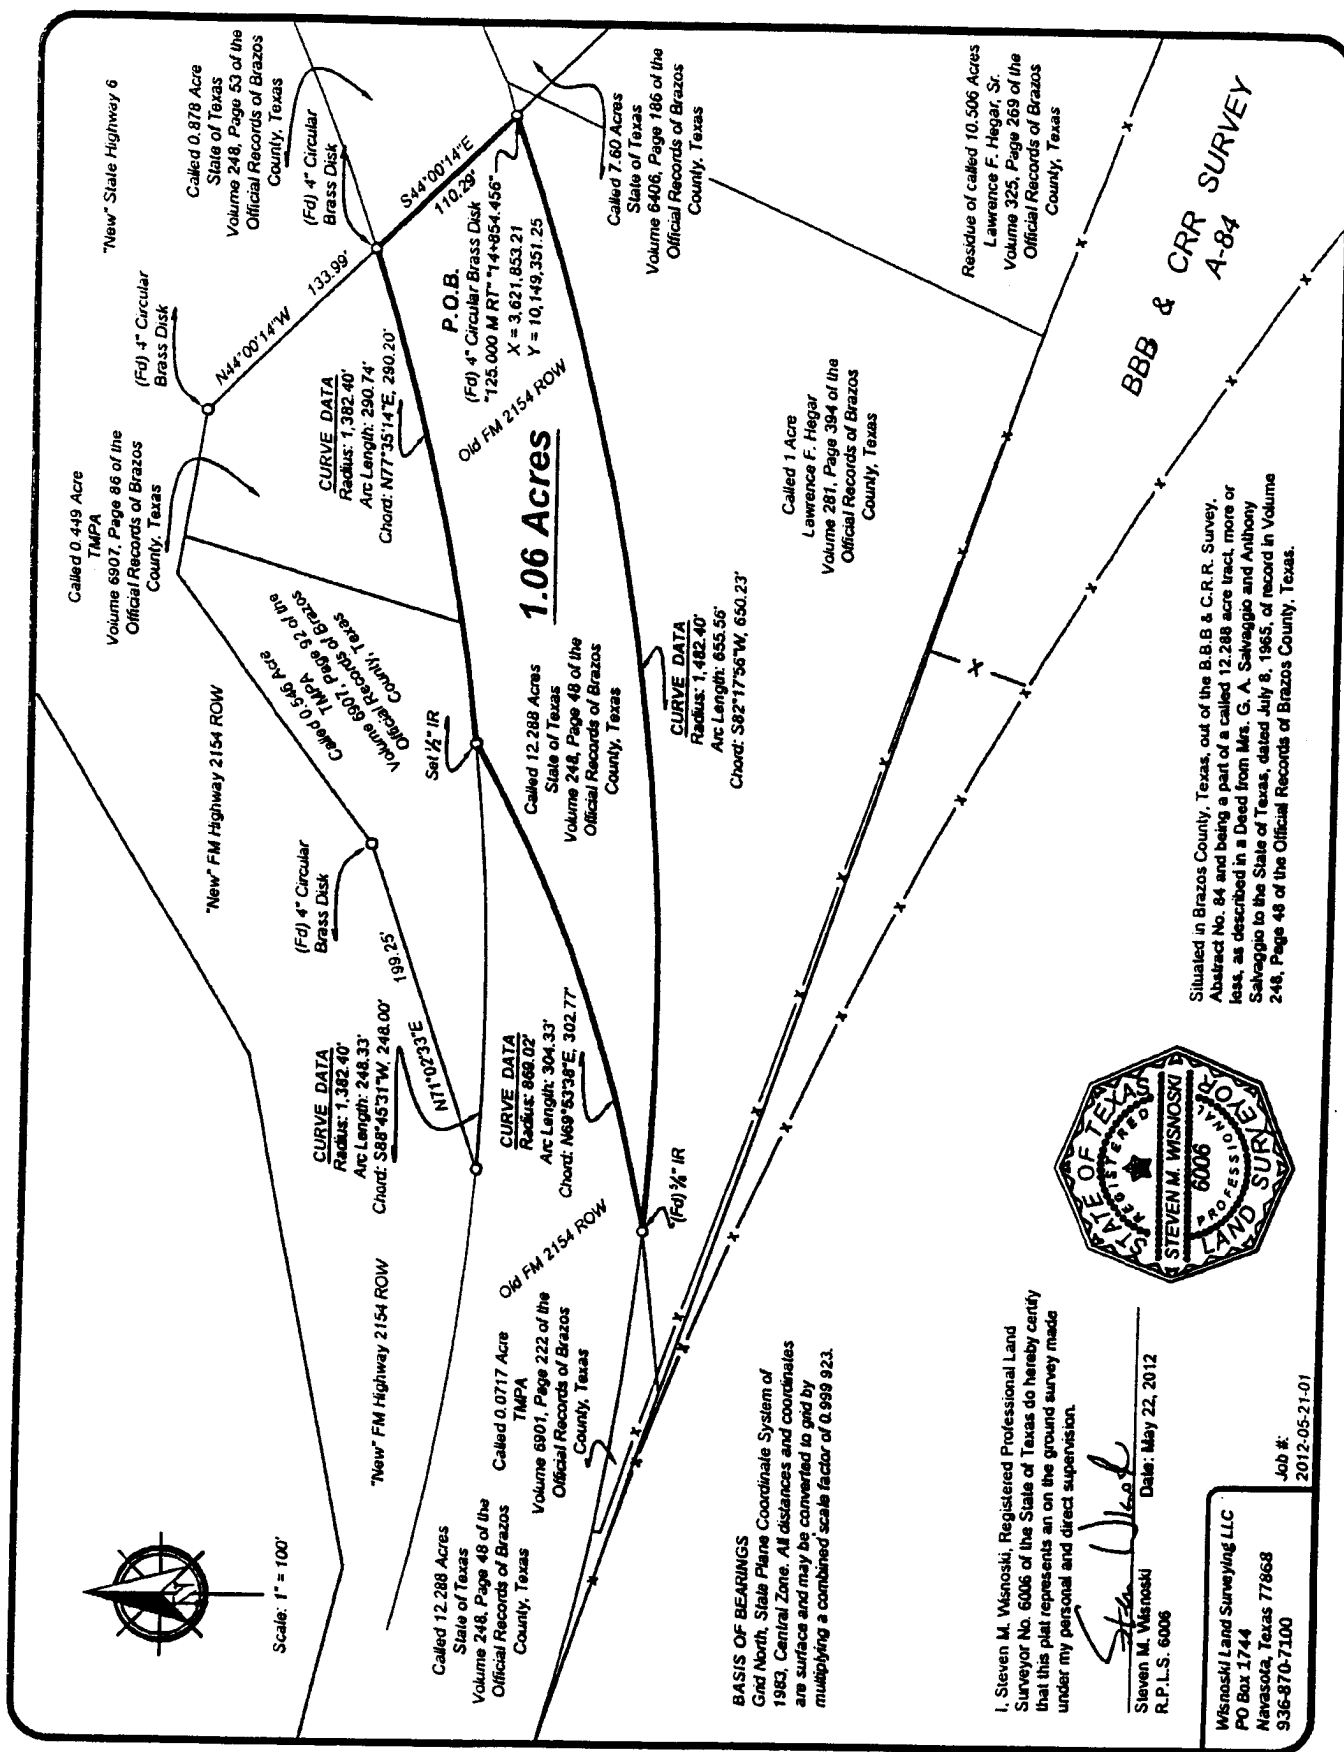 "New" State Highway 6
Called 0.878 Acre
State of Texas
Volume 248, Page 53 of the
Official Records of Brazos
County, Texas
(Fd) 4" Circular
Brass Disk
(Fd) 4" Circular
Brass Disk
N44°00'14"W 133.99'
S44°00'14"E
110.29'
Called 0.449 Acre
TMPA
Volume 6907, Page 86 of the
Official Records of Brazos
County, Texas
CURVE DATA
Radius: 1,382.40'
Arc Length: 290.74'
Chord: N77°35'14"E, 290.20'
P.O.B.
(Fd) 4" Circular Brass Disk
"125.000 M RT" "14+854.456"
X = 3,621,853.21
Y = 10,149,351.25
Old FM 2154 ROW
1.06 Acres
Called 7.60 Acres
State of Texas
Volume 6406, Page 186 of the
Official Records of Brazos
County, Texas
Residue of called 10.506 Acres
Lawrence F. Hegar, Sr.
Volume 325, Page 269 of the
Official Records of Brazos
County, Texas
BBB & CRR SURVEY
A-84
Called 1 Acre
Lawrence F. Hegar
Volume 281, Page 394 of the
Official Records of Brazos
County, Texas
Called 0.546 Acre
TMPA
Volume 6907, Page 92 of the
Official Records of Brazos
County, Texas
"New" FM Highway 2154 ROW
Set ½" IR
Called 12.288 Acres
State of Texas
Volume 248, Page 48 of the
Official Records of Brazos
County, Texas
CURVE DATA
Radius: 1,482.40'
Arc Length: 655.56'
Chord: S82°17'56"W, 650.23'
(Fd) 4" Circular
Brass Disk
199.25'
N71°02'33"E
CURVE DATA
Radius: 1,382.40'
Arc Length: 248.33'
Chord: S88°45'31"W, 248.00'
CURVE DATA
Radius: 869.02'
Arc Length: 304.33'
Chord: N69°53'38"E, 302.77'
(Fd) IR
Old FM 2154 ROW
"New" FM Highway 2154 ROW
Called 0.0717 Acre
TMPA
Volume 6901, Page 222 of the
Official Records of Brazos
County, Texas
Called 12.288 Acres
State of Texas
Volume 248, Page 48 of the
Official Records of Brazos
County, Texas
Scale: 1" = 100'
BASIS OF BEARINGS
Grid North, State Plane Coordinate System of
1983, Central Zone. All distances and coordinates
are surface and may be converted to grid by
multiplying a combined scale factor of 0.999 923.
Situated in Brazos County, Texas, out of the B.B.B & C.R.R. Survey,
Abstract No. 84 and being a part of a called 12.288 acre tract, more or
less, as described in a Deed from Mrs. G. A. Salvaggio and Anthony
Salvaggio to the State of Texas, dated July 8, 1965, of record in Volume
248, Page 48 of the Official Records of Brazos County, Texas.
I, Steven M. Wisnoski, Registered Professional Land
Surveyor No. 6006 of the State of Texas do hereby certify
that this plat represents an on the ground survey made
under my personal and direct supervision.
Steven M. Wisnoski Date: May 22, 2012
R.P.L.S. 6006
STATE OF TEXAS
REGISTERED
STEVEN M. WISNOSKI
6006
PROFESSIONAL
LAND SURVEYOR
Wisnoski Land Surveying LLC
PO Box 1744
Navasota, Texas 77868
936-870-7100
Job #:
2012-05-21-01